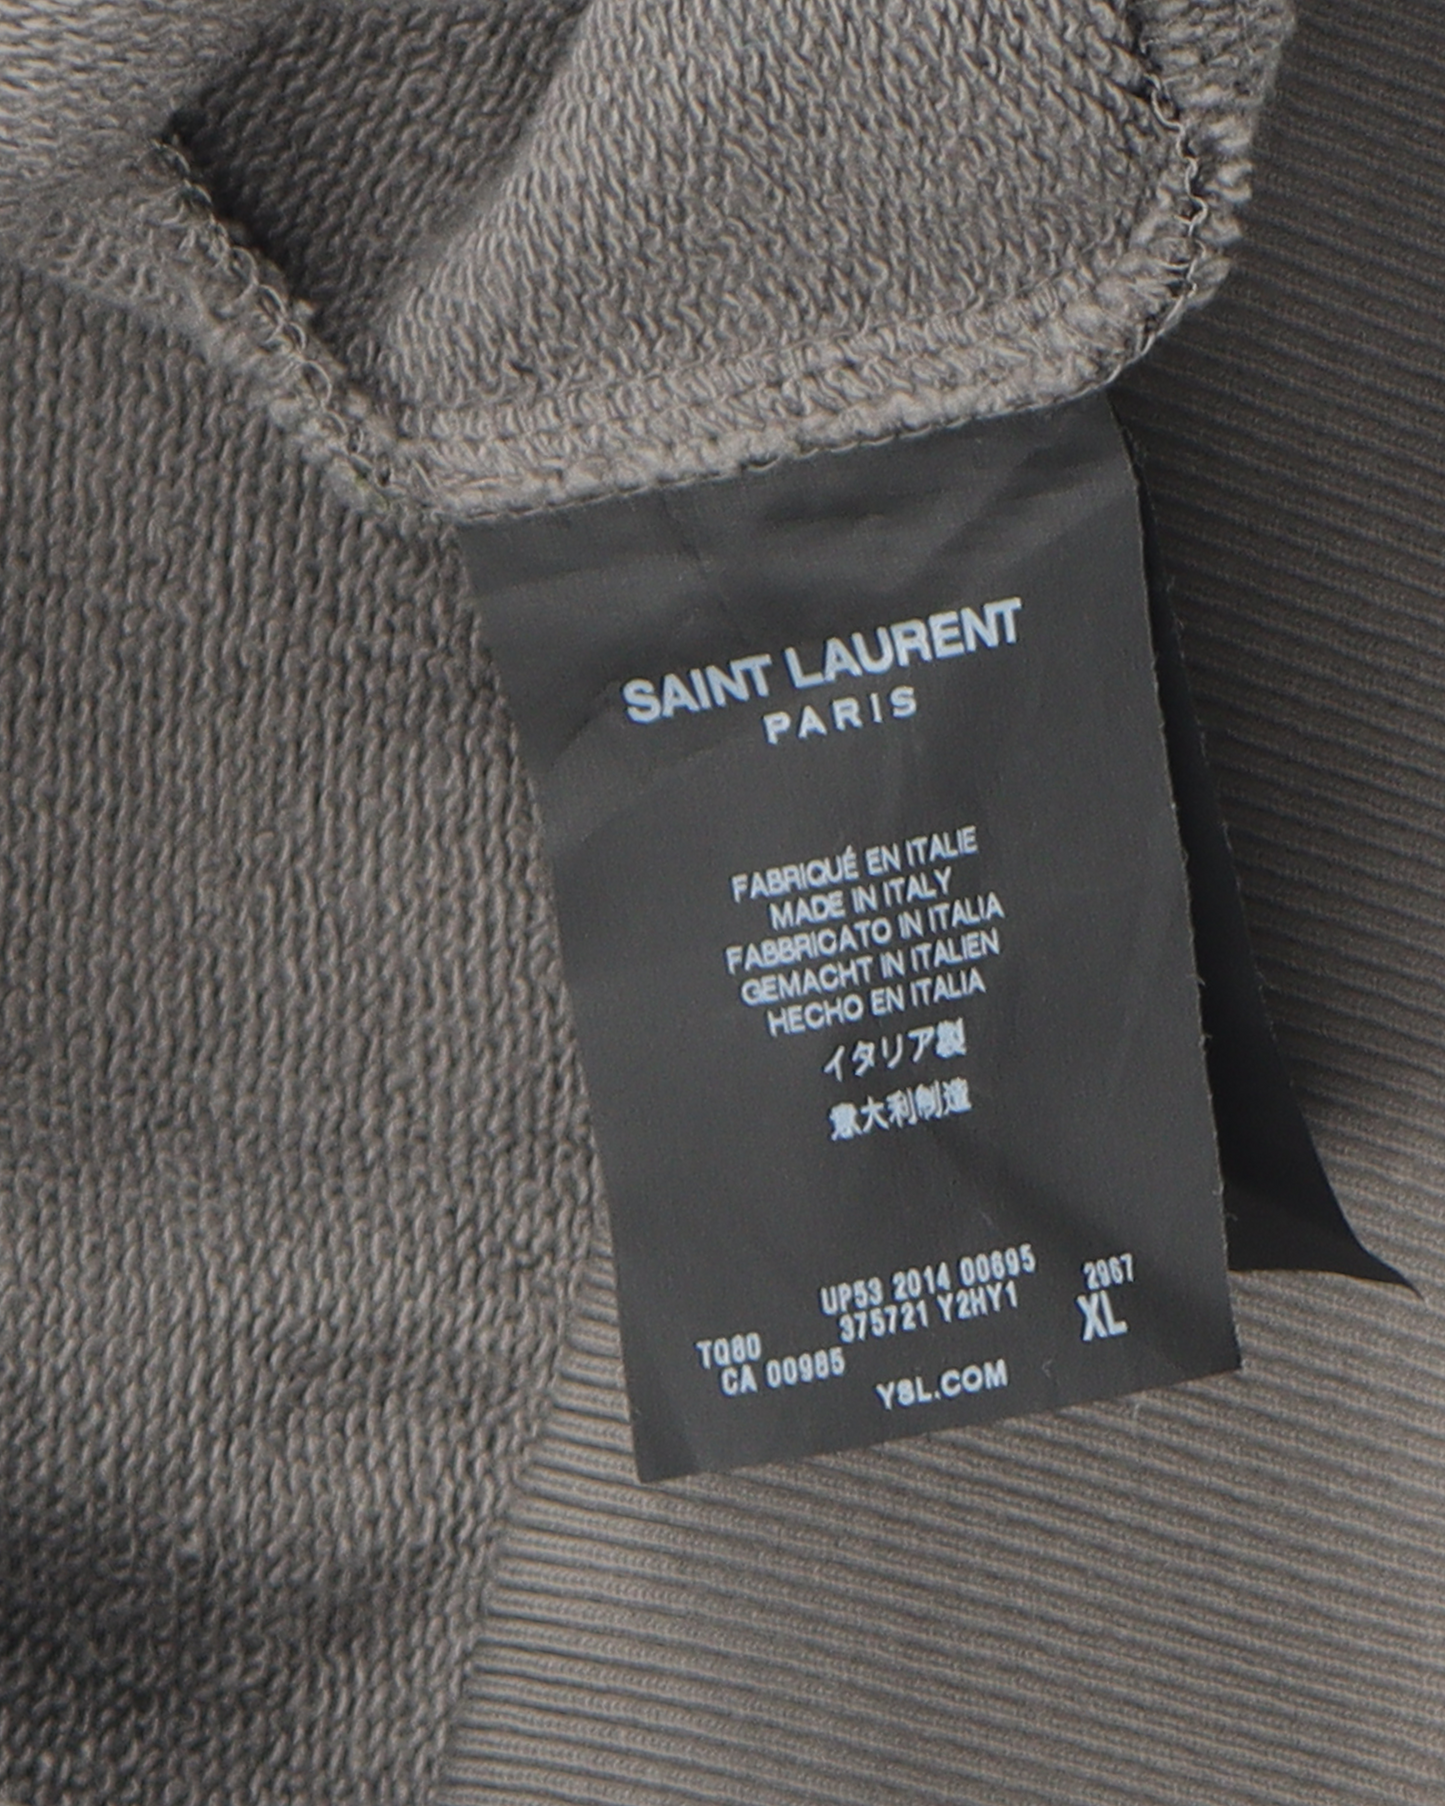 SAINT LAURENT
PARIS
FABRIQUÉ EN ITALIE
MADE IN ITALY
FABBRICATO IN ITALIA
GEMACHT IN ITALIEN
HECHO EN ITALIA
イタリア製
意大利制造
UP53 2014 00695 2967
375721 Y2HY1 XL
TQ80
CA 00985
YSL.COM